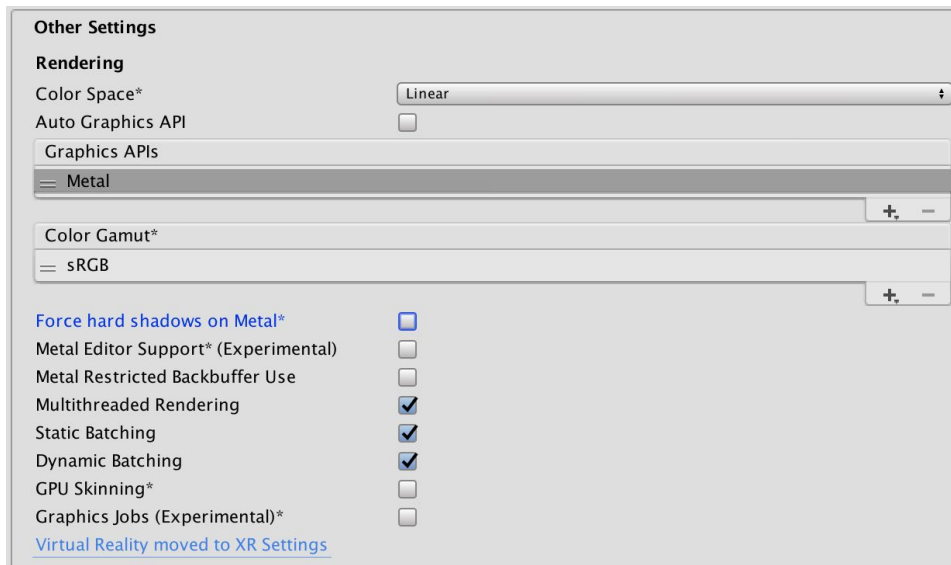 Other Settings
Rendering
Color Space* Linear
Auto Graphics API
Graphics APIs
Metal
Color Gamut*
sRGB
Force hard shadows on Metal*
Metal Editor Support* (Experimental)
Metal Restricted Backbuffer Use
Multithreaded Rendering
Static Batching
Dynamic Batching
GPU Skinning*
Graphics Jobs (Experimental)*
Virtual Reality moved to XR Settings